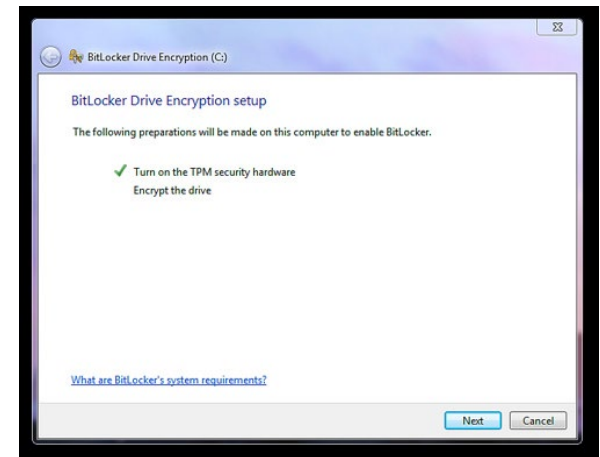 BitLocker Drive Encryption (C:)
BitLocker Drive Encryption setup
The following preparations will be made on this computer to enable BitLocker.
Turn on the TPM security hardware
Encrypt the drive
What are BitLocker's system requirements?
Next Cancel